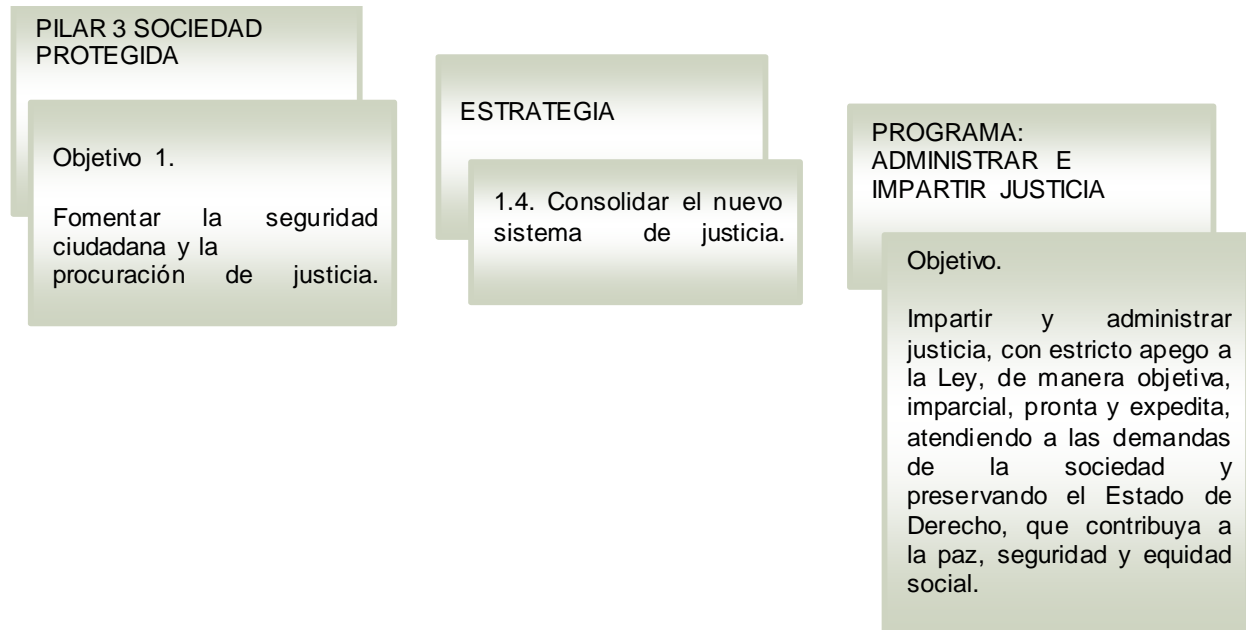 PILAR 3 SOCIEDAD
PROTEGIDA
Objetivo 1.
Fomentar la seguridad
ciudadana y la
procuración de justicia.
ESTRATEGIA
1.4. Consolidar el nuevo
sistema de justicia.
PROGRAMA:
ADMINISTRAR E
IMPARTIR JUSTICIA
Objetivo.
Impartir y administrar
justicia, con estricto apego a
la Ley, de manera objetiva,
imparcial, pronta y expedita,
atendiendo a las demandas
de la sociedad y
preservando el Estado de
Derecho, que contribuya a
la paz, seguridad y equidad
social.